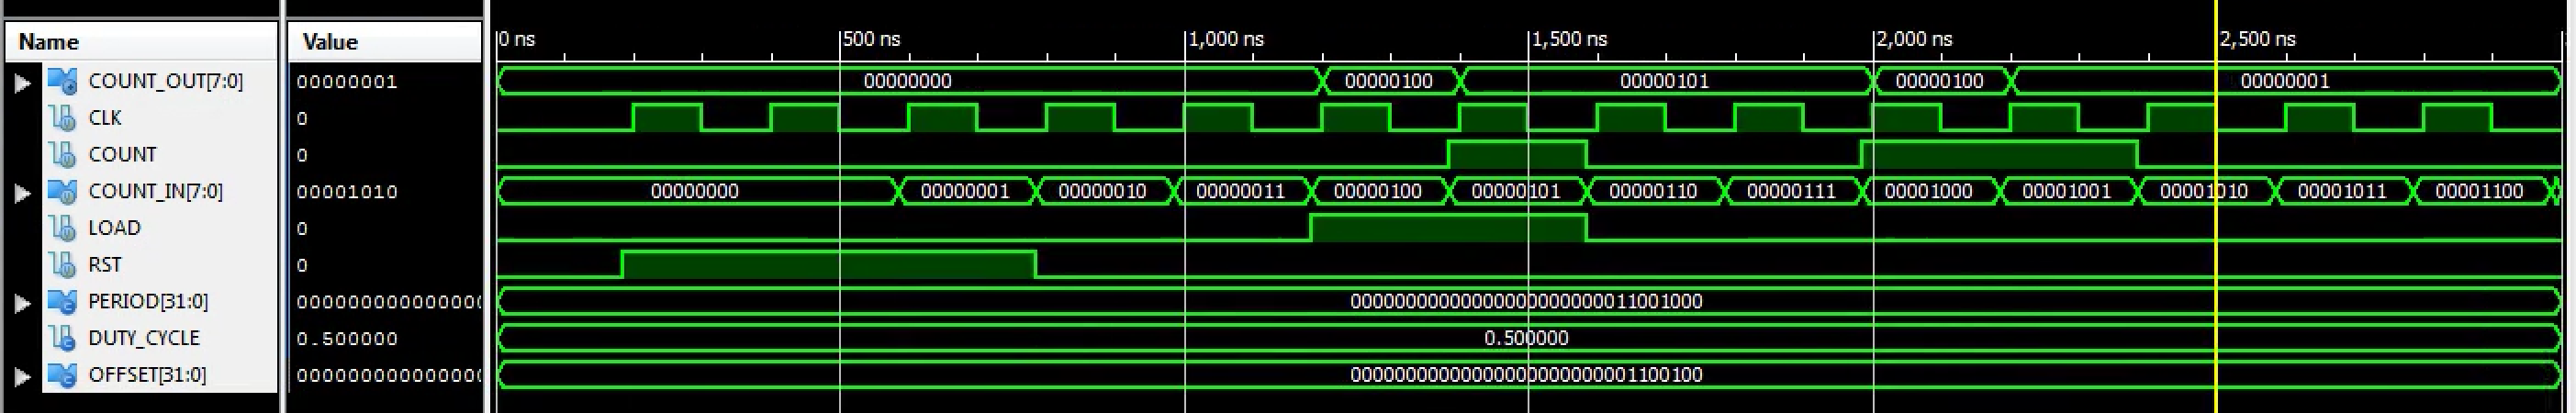 Name Value 0 ns 500 ns 1,000 ns 1,500 ns 2,000 ns 2,500 ns
COUNT_OUT[7:0] 00000001 00000000 00000100 00000101 00000100 00000001
CLK 0
COUNT 0
COUNT_IN[7:0] 00001010 00000000 00000001 00000010 00000011 00000100 00000101 00000110 00000111 00001000 00001001 00001010 00001011 00001100
LOAD 0
RST 0
PERIOD[31:0] 00000000000000 00000000000000000000000011001000
DUTY_CYCLE 0.500000 0.500000
OFFSET[31:0] 00000000000000 00000000000000000000000001100100